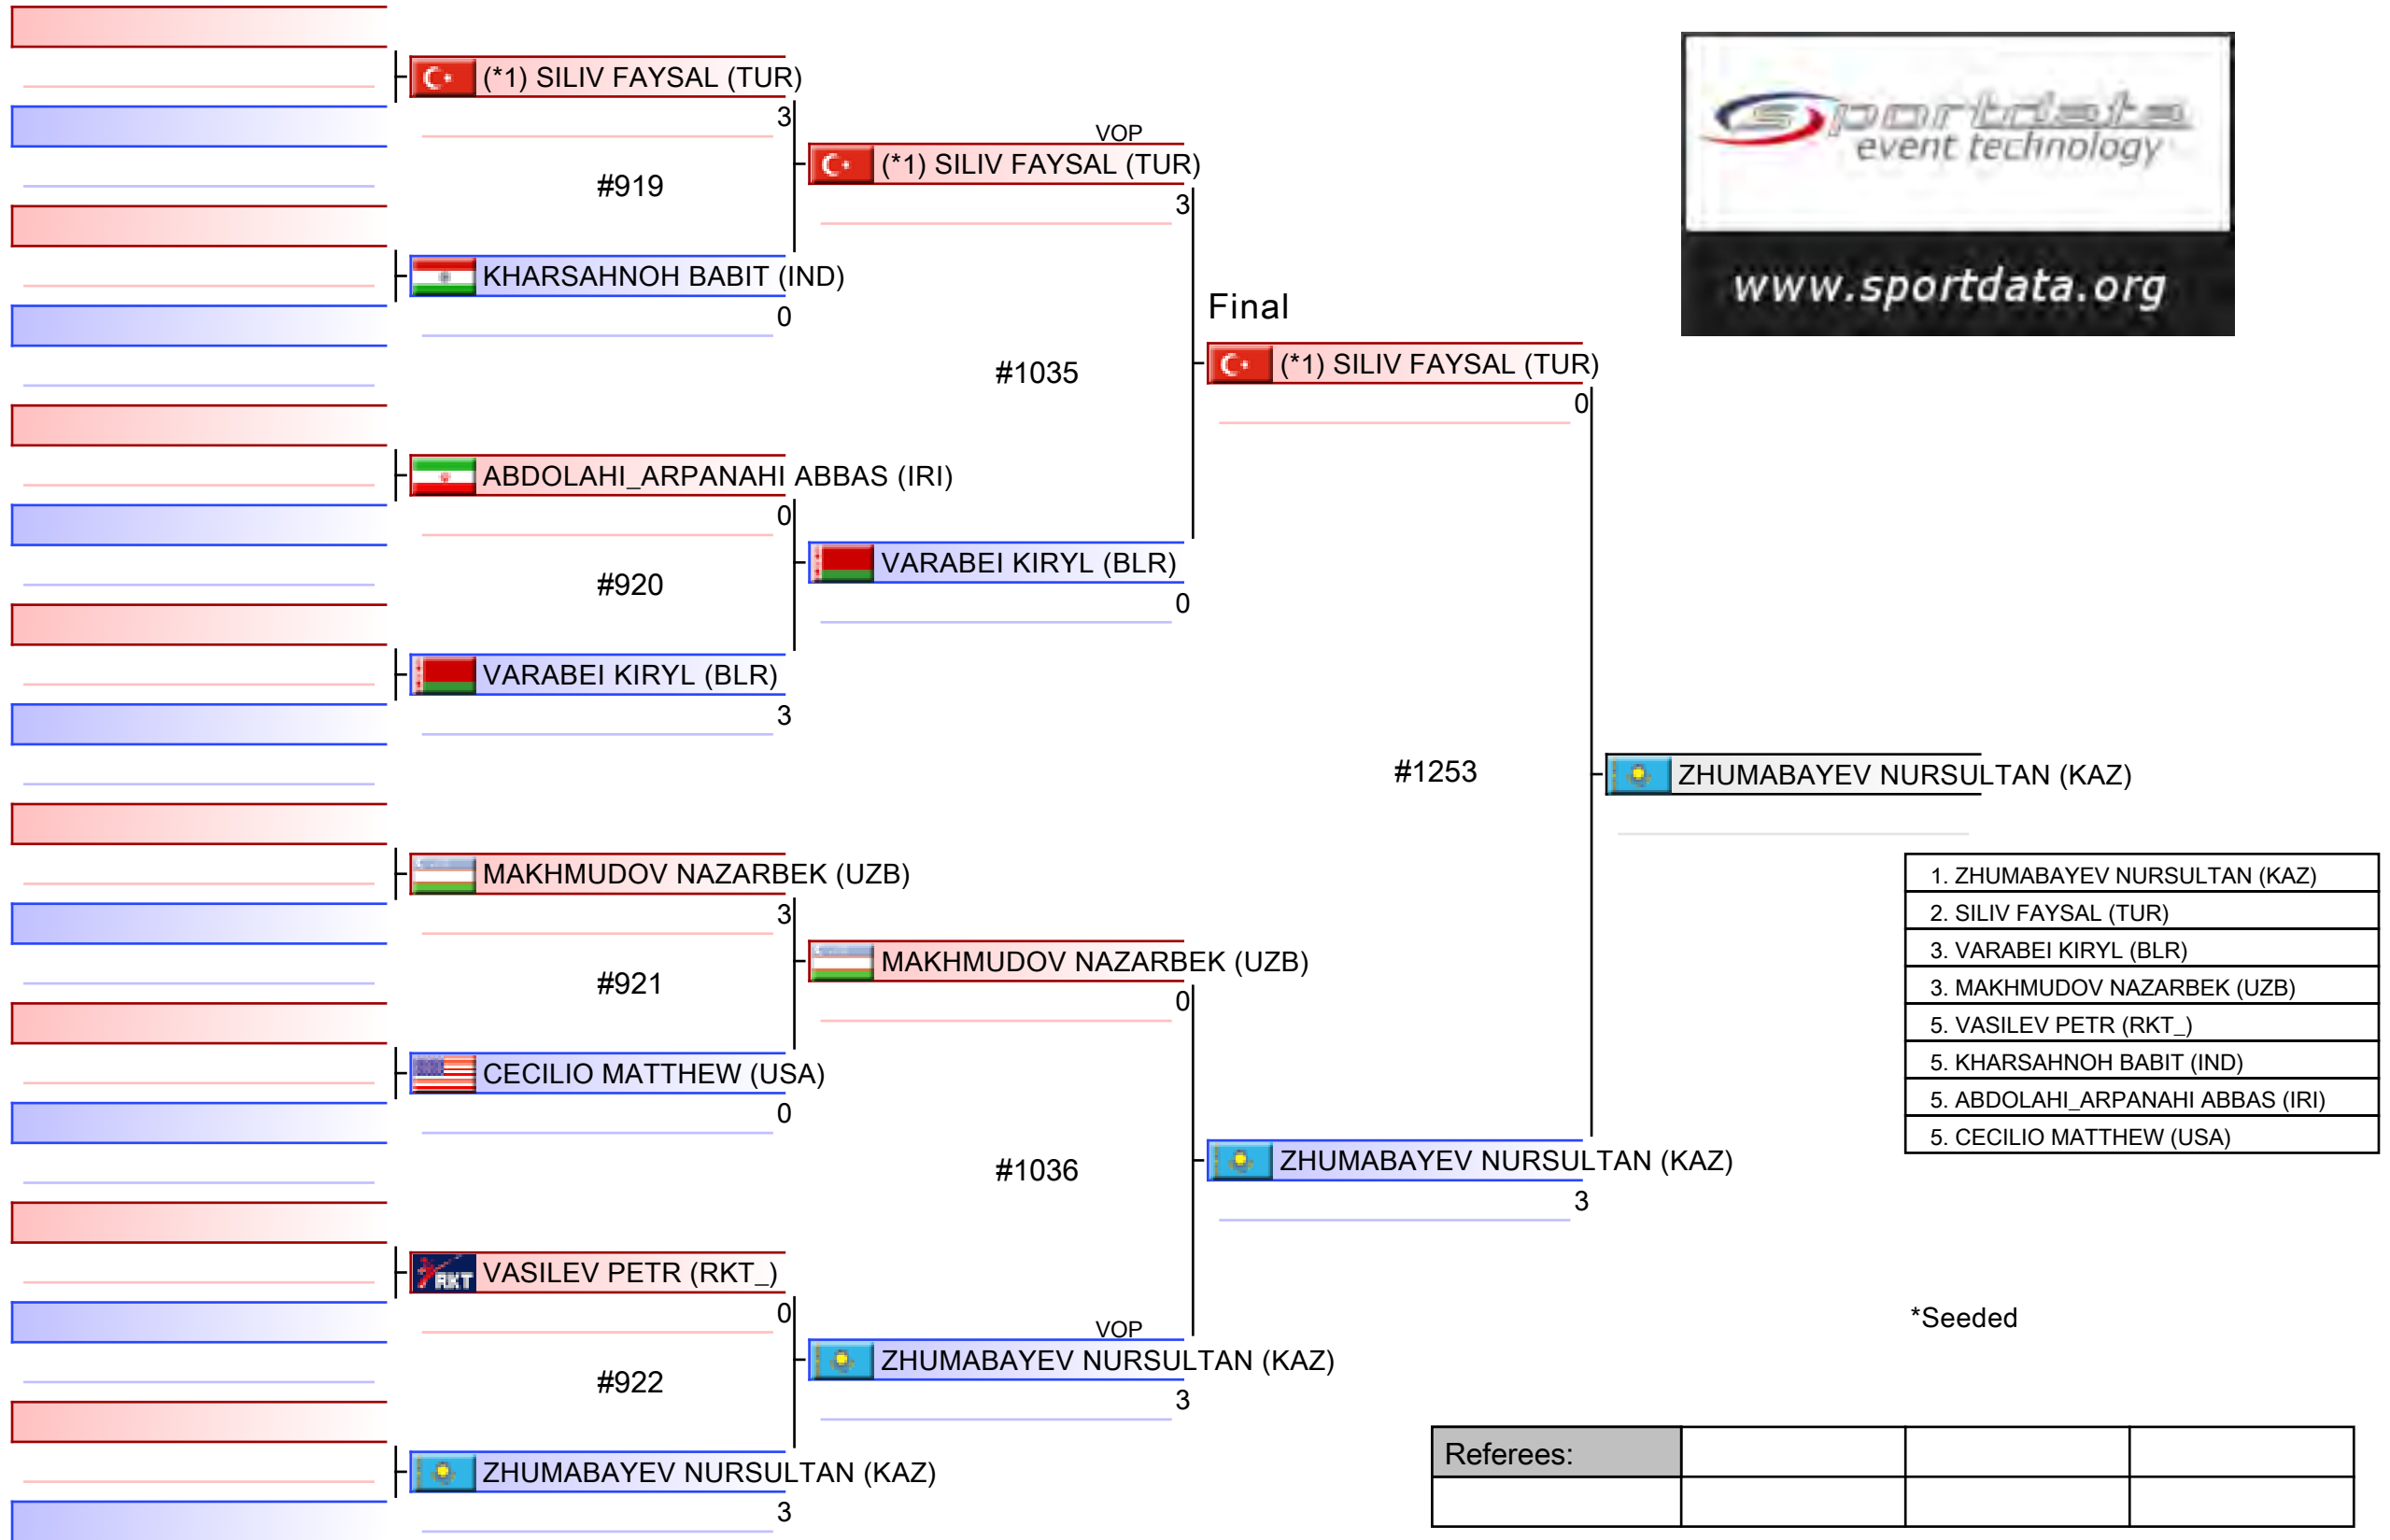 (*1) SILIV FAYSAL (TUR)
3
#919
KHARSAHNOH BABIT (IND)
0
ABDOLAHI_ARPANAHI ABBAS (IRI)
0
#920
VARABEI KIRYL (BLR)
3
MAKHMUDOV NAZARBEK (UZB)
3
#921
CECILIO MATTHEW (USA)
0
RKT
VASILEV PETR (RKT_)
0
#922
ZHUMABAYEV NURSULTAN (KAZ)
3
VOP
(*1) SILIV FAYSAL (TUR)
3
#1035
VARABEI KIRYL (BLR)
0
MAKHMUDOV NAZARBEK (UZB)
0
#1036
VOP
ZHUMABAYEV NURSULTAN (KAZ)
3
Final
(*1) SILIV FAYSAL (TUR)
0
#1253
ZHUMABAYEV NURSULTAN (KAZ)
3
ZHUMABAYEV NURSULTAN (KAZ)
sportdata
event technology
www.sportdata.org
1. ZHUMABAYEV NURSULTAN (KAZ)
2. SILIV FAYSAL (TUR)
3. VARABEI KIRYL (BLR)
3. MAKHMUDOV NAZARBEK (UZB)
5. VASILEV PETR (RKT_)
5. KHARSAHNOH BABIT (IND)
5. ABDOLAHI_ARPANAHI ABBAS (IRI)
5. CECILIO MATTHEW (USA)
*Seeded
Referees: